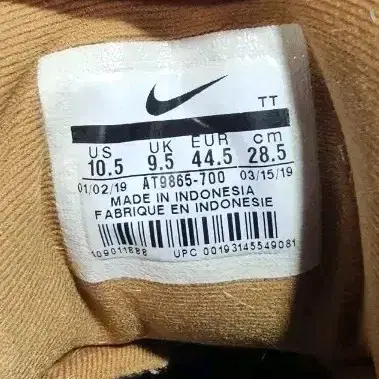 TT
US UK EUR cm
10.5 9.5 44.5 28.5
01/02/19 AT9865-700 03/15/19
MADE IN INDONESIA
FABRIQUE EN INDONESIE
109011888 UPC 00193145549081